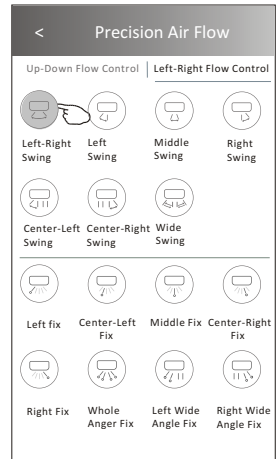 < Precision Air Flow
Up-Down Flow Control Left-Right Flow Control
Left-Right Left Middle Right
Swing Swing Swing Swing
Center-Left Center-Right Wide
Swing Swing Swing
Left fix Center-Left Middle Fix Center-Right
Fix Fix
Right Fix Whole Left Wide Right Wide
Anger Fix Angle Fix Angle Fix